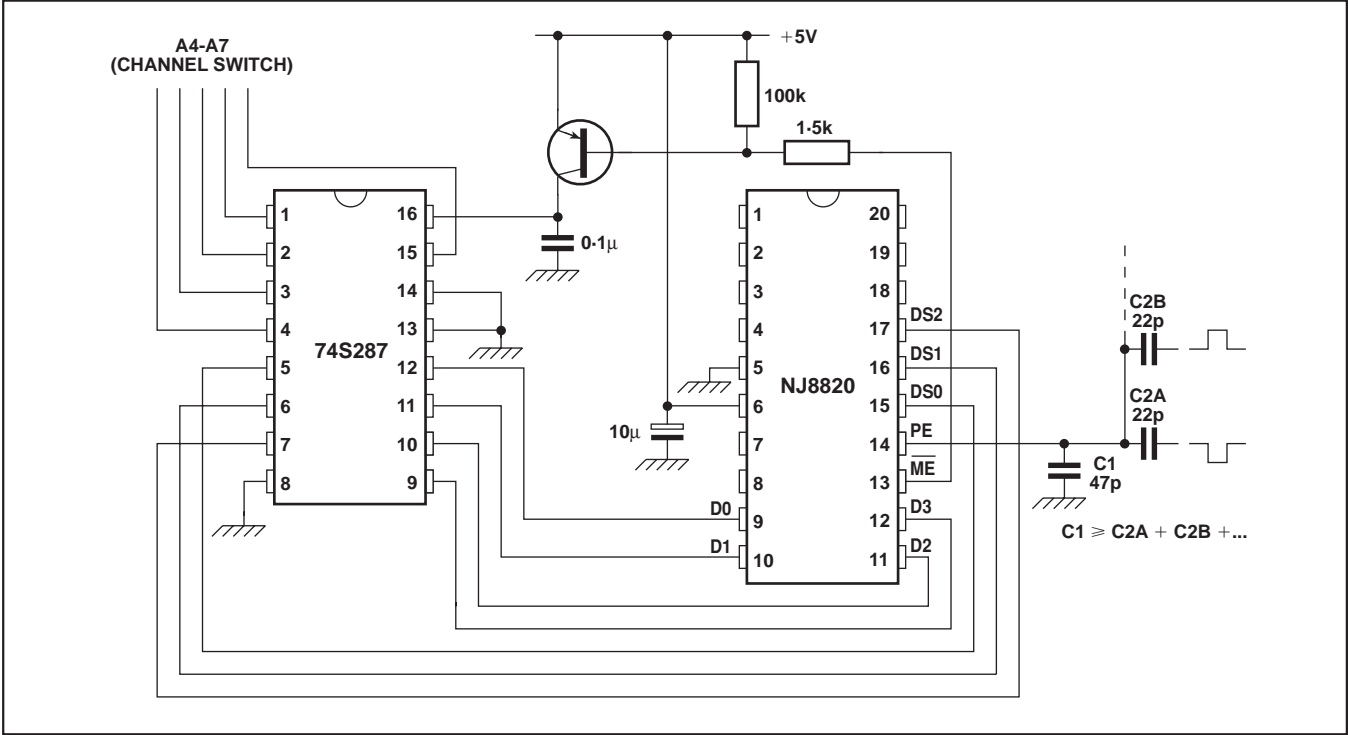 A4-A7
(CHANNEL SWITCH)
+5V
100k
1·5k
0·1μ
1
2
3
4
5
6
7
8
16
15
14
13
12
11
10
9
74S287
10μ
1
2
3
4
5
6
7
8
D0 9
D1 10
20
19
18
17 DS2
16 DS1
15 DS0
14 PE
13 M̅E̅
12 D3
11 D2
NJ8820
C2B
22p
C2A
22p
C1
47p
C1 ⩾ C2A + C2B +...